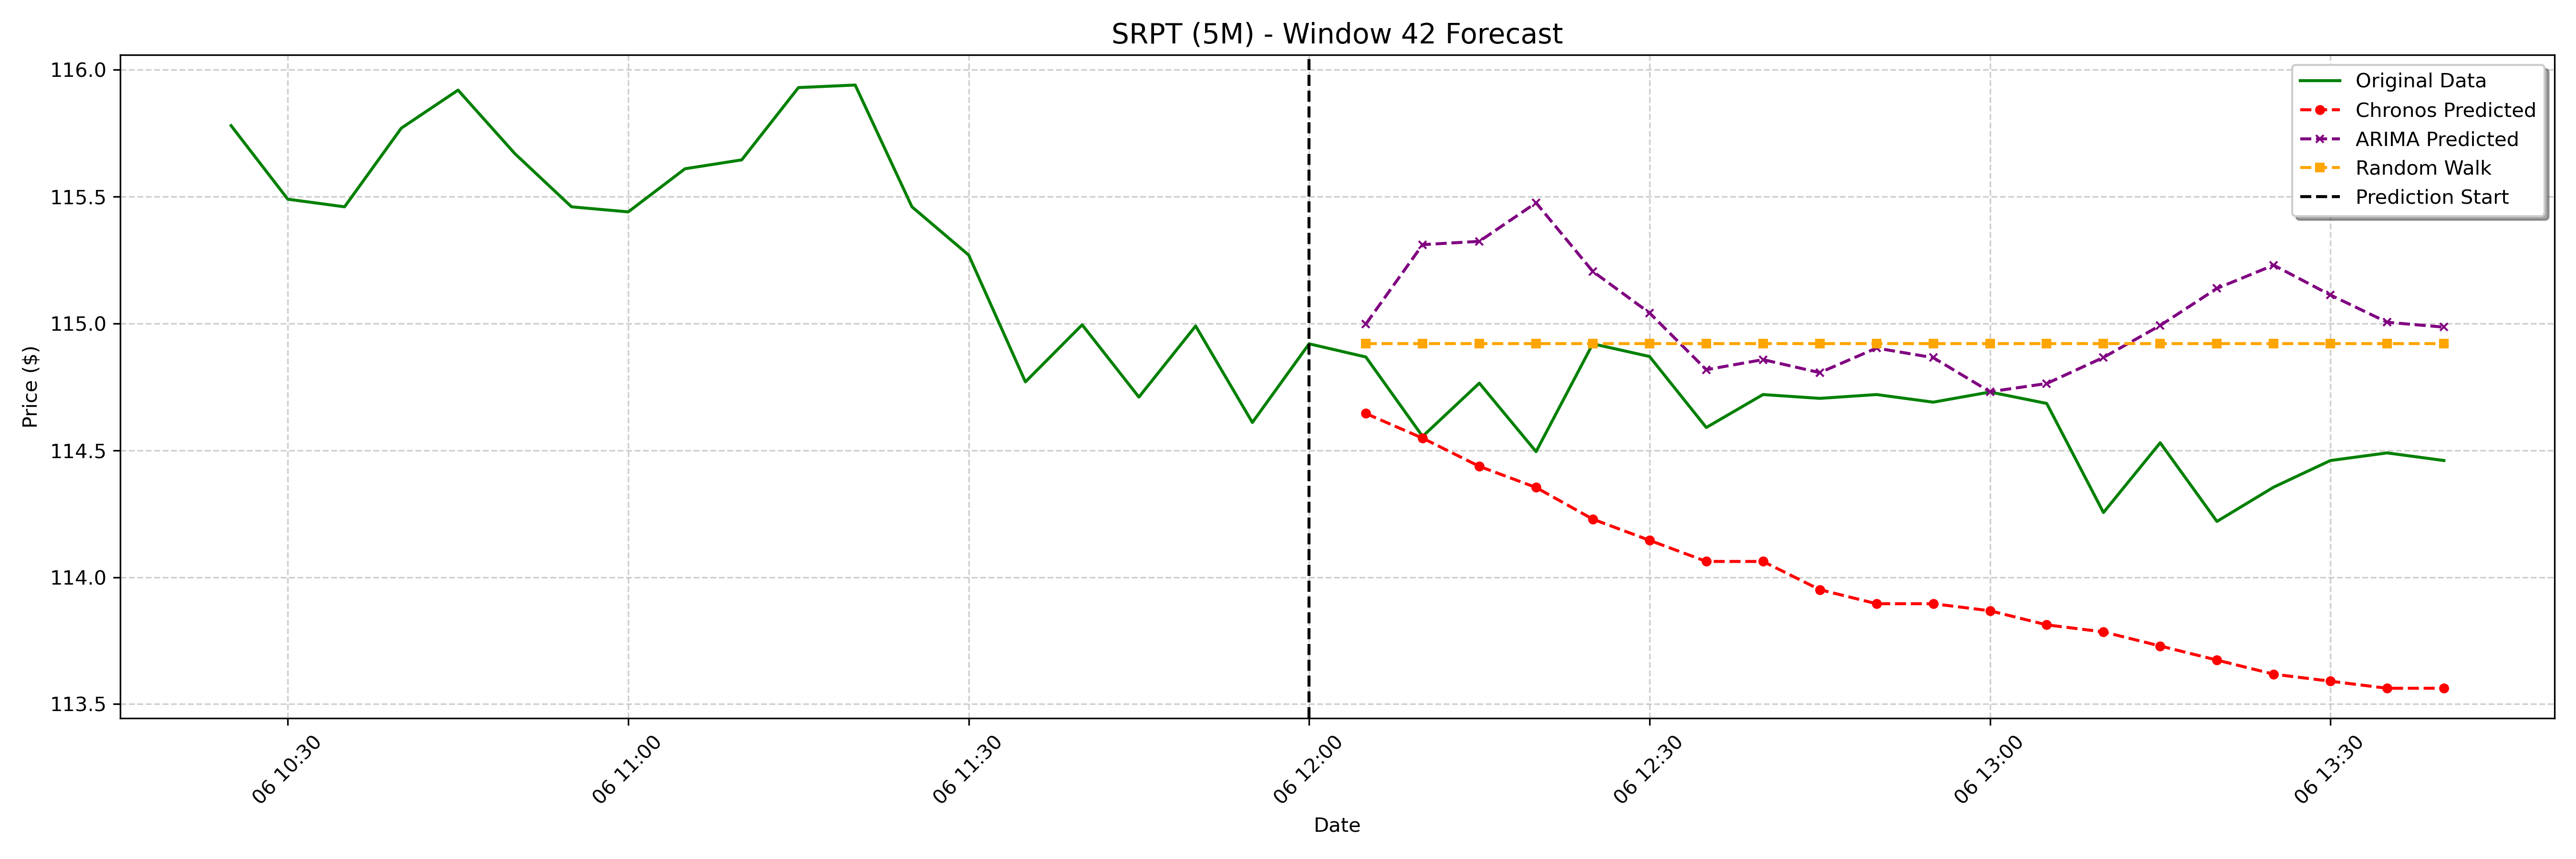 SRPT (5M) - Window 42 Forecast
Price ($)
116.0
115.5
115.0
114.5
114.0
113.5
Original Data
Chronos Predicted
ARIMA Predicted
Random Walk
Prediction Start
06 10:30
06 11:00
06 11:30
06 12:00
06 12:30
06 13:00
06 13:30
Date